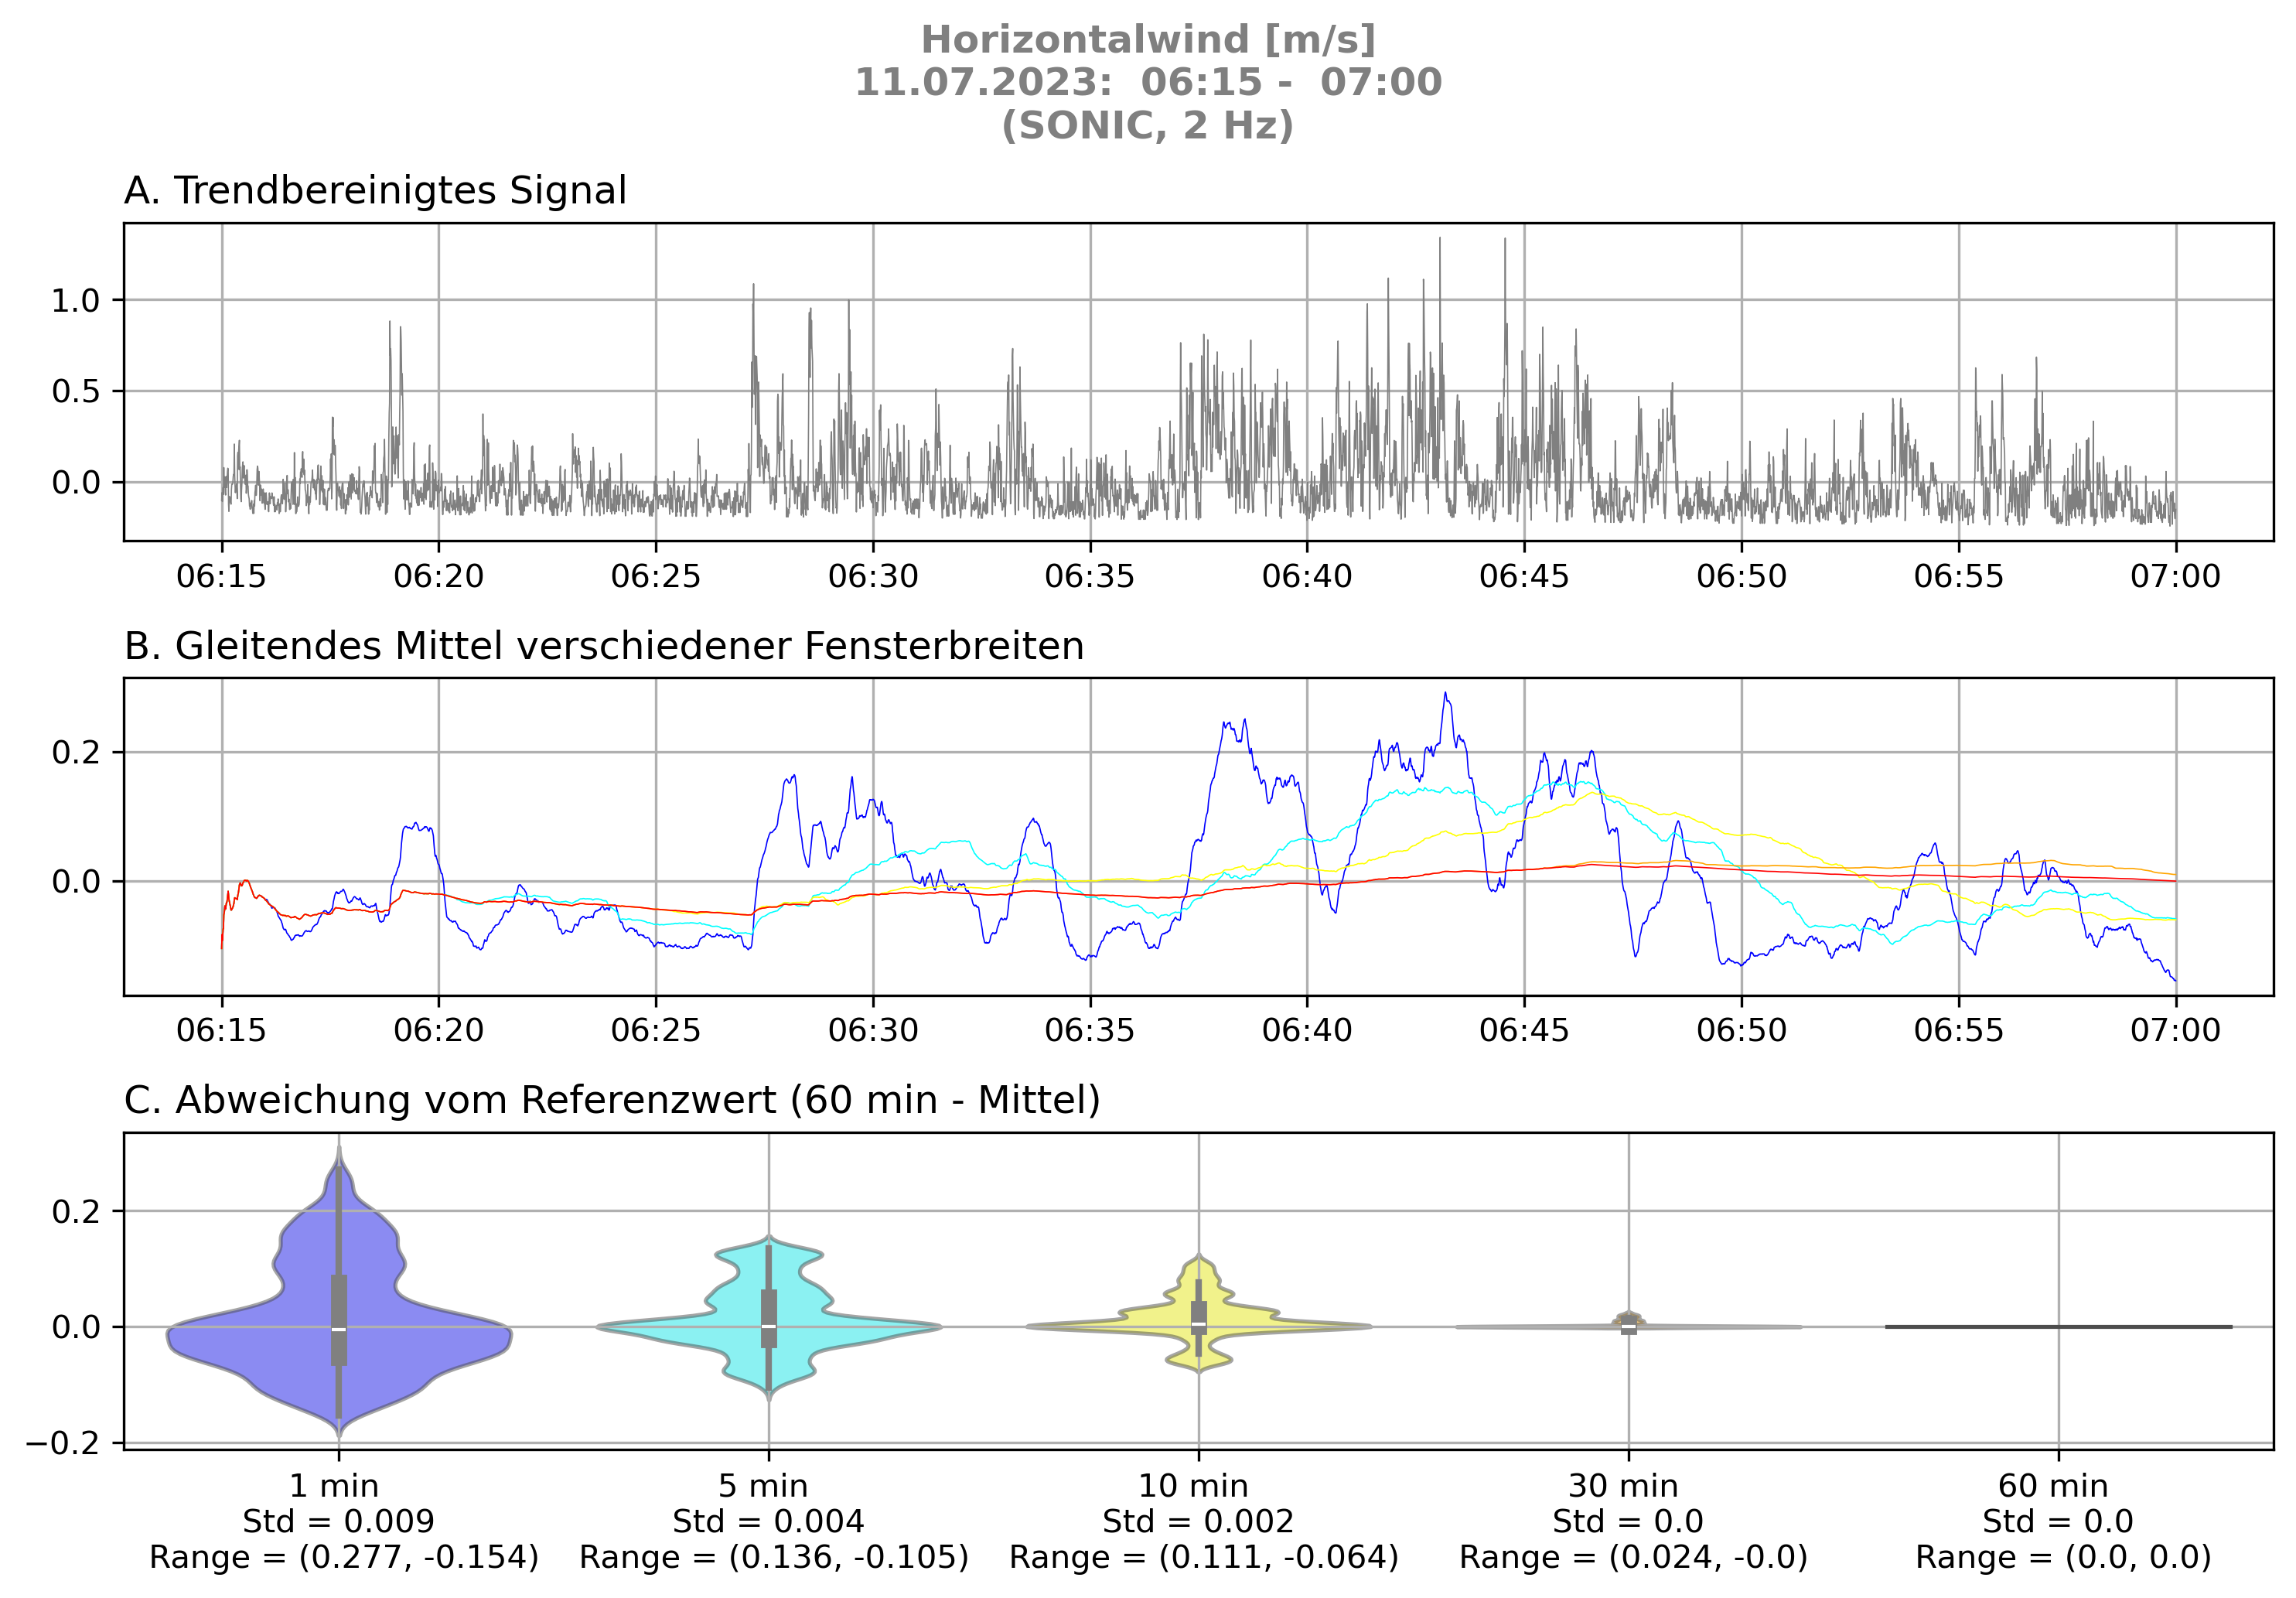 Horizontalwind [m/s]
11.07.2023:  06:15 -  07:00
(SONIC, 2 Hz)
A. Trendbereinigtes Signal
1.0
0.5
0.0
06:15 06:20 06:25 06:30 06:35 06:40 06:45 06:50 06:55 07:00
B. Gleitendes Mittel verschiedener Fensterbreiten
0.2
0.0
06:15 06:20 06:25 06:30 06:35 06:40 06:45 06:50 06:55 07:00
C. Abweichung vom Referenzwert (60 min - Mittel)
0.2
0.0
−0.2
1 min 5 min 10 min 30 min 60 min
Std = 0.009 Std = 0.004 Std = 0.002 Std = 0.0 Std = 0.0
Range = (0.277, -0.154) Range = (0.136, -0.105) Range = (0.111, -0.064) Range = (0.024, -0.0) Range = (0.0, 0.0)